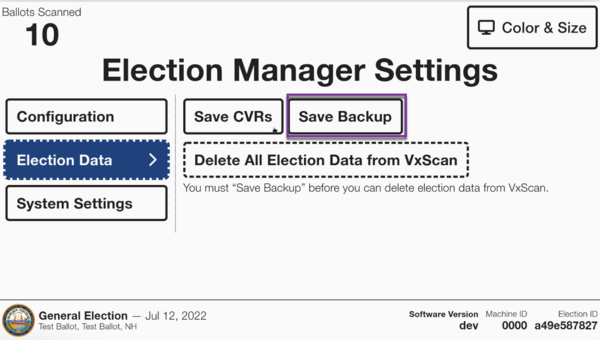 Ballots Scanned
10
Color & Size
Election Manager Settings
Configuration
Election Data
System Settings
Save CVRs
Save Backup
Delete All Election Data from VxScan
You must “Save Backup” before you can delete election data from VxScan.
General Election — Jul 12, 2022
Test Ballot, Test Ballot, NH
Software Version
dev
Machine ID
0000
Election ID
a49e587827